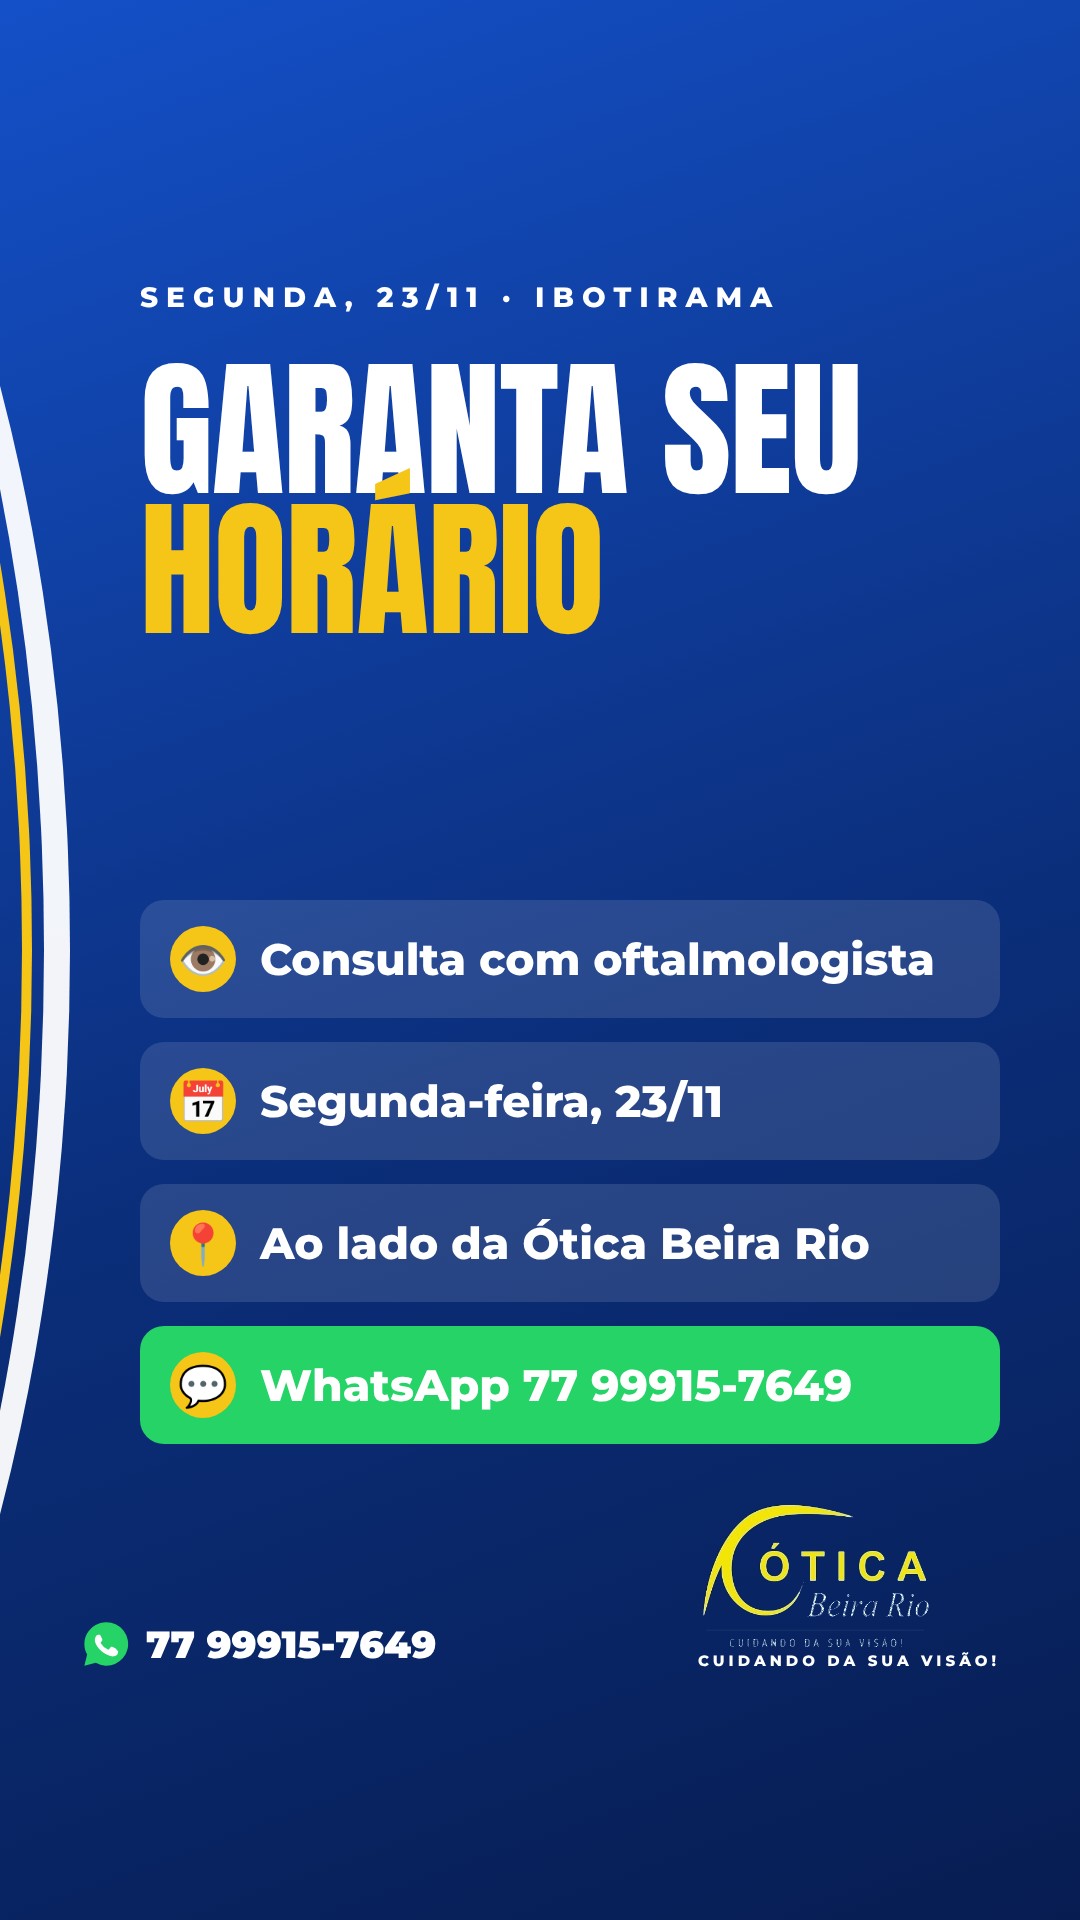 SEGUNDA, 23/11 · IBOTIRAMA
GARANTA SEU
HORÁRIO
Consulta com oftalmologista
July
17
Segunda-feira, 23/11
Ao lado da Ótica Beira Rio
WhatsApp 77 99915-7649
ÓTICA
Beira Rio
CUIDANDO DA SUA VISÃO!
CUIDANDO DA SUA VISÃO!
77 99915-7649